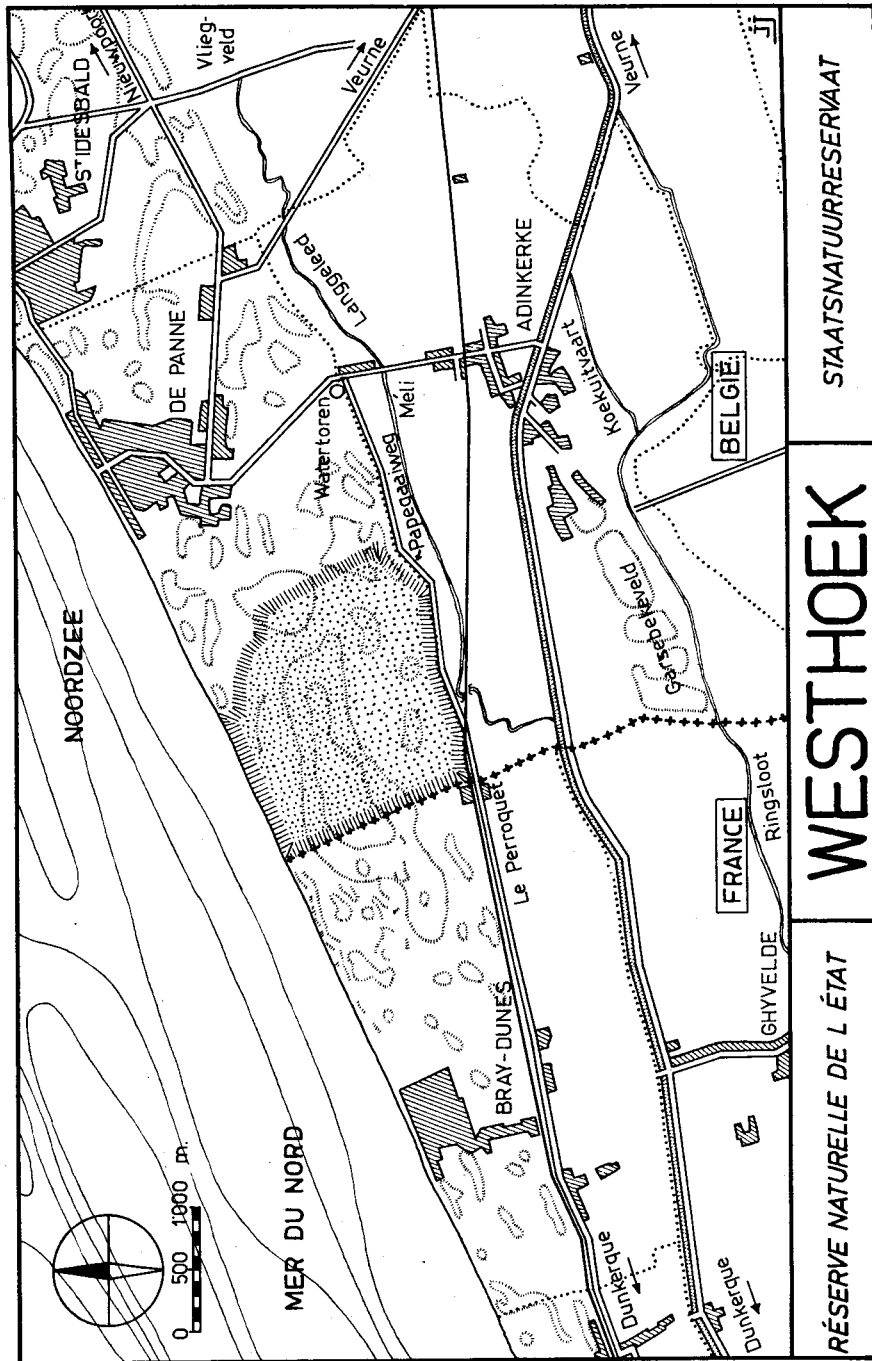 NOORDZEE
MER DU NORD
0 500 1000 m.
ST IDESBALD
Nieuwpoort
Vlieg-
veld
Veurne
DE PANNE
Langgeleed
Watertoren
Papegaaiweg
Méli
ADINKERKE
Veurne
Koekuitvaart
Garsebekeveld
BELGIË
FRANCE
Ringsloot
Le Perroquet
BRAY-DUNES
GHYVELDE
Dunkerque
Dunkerque
jj
RÉSERVE NATURELLE DE L ÉTAT
WESTHOEK
STAATSNATUURRESERVAAT